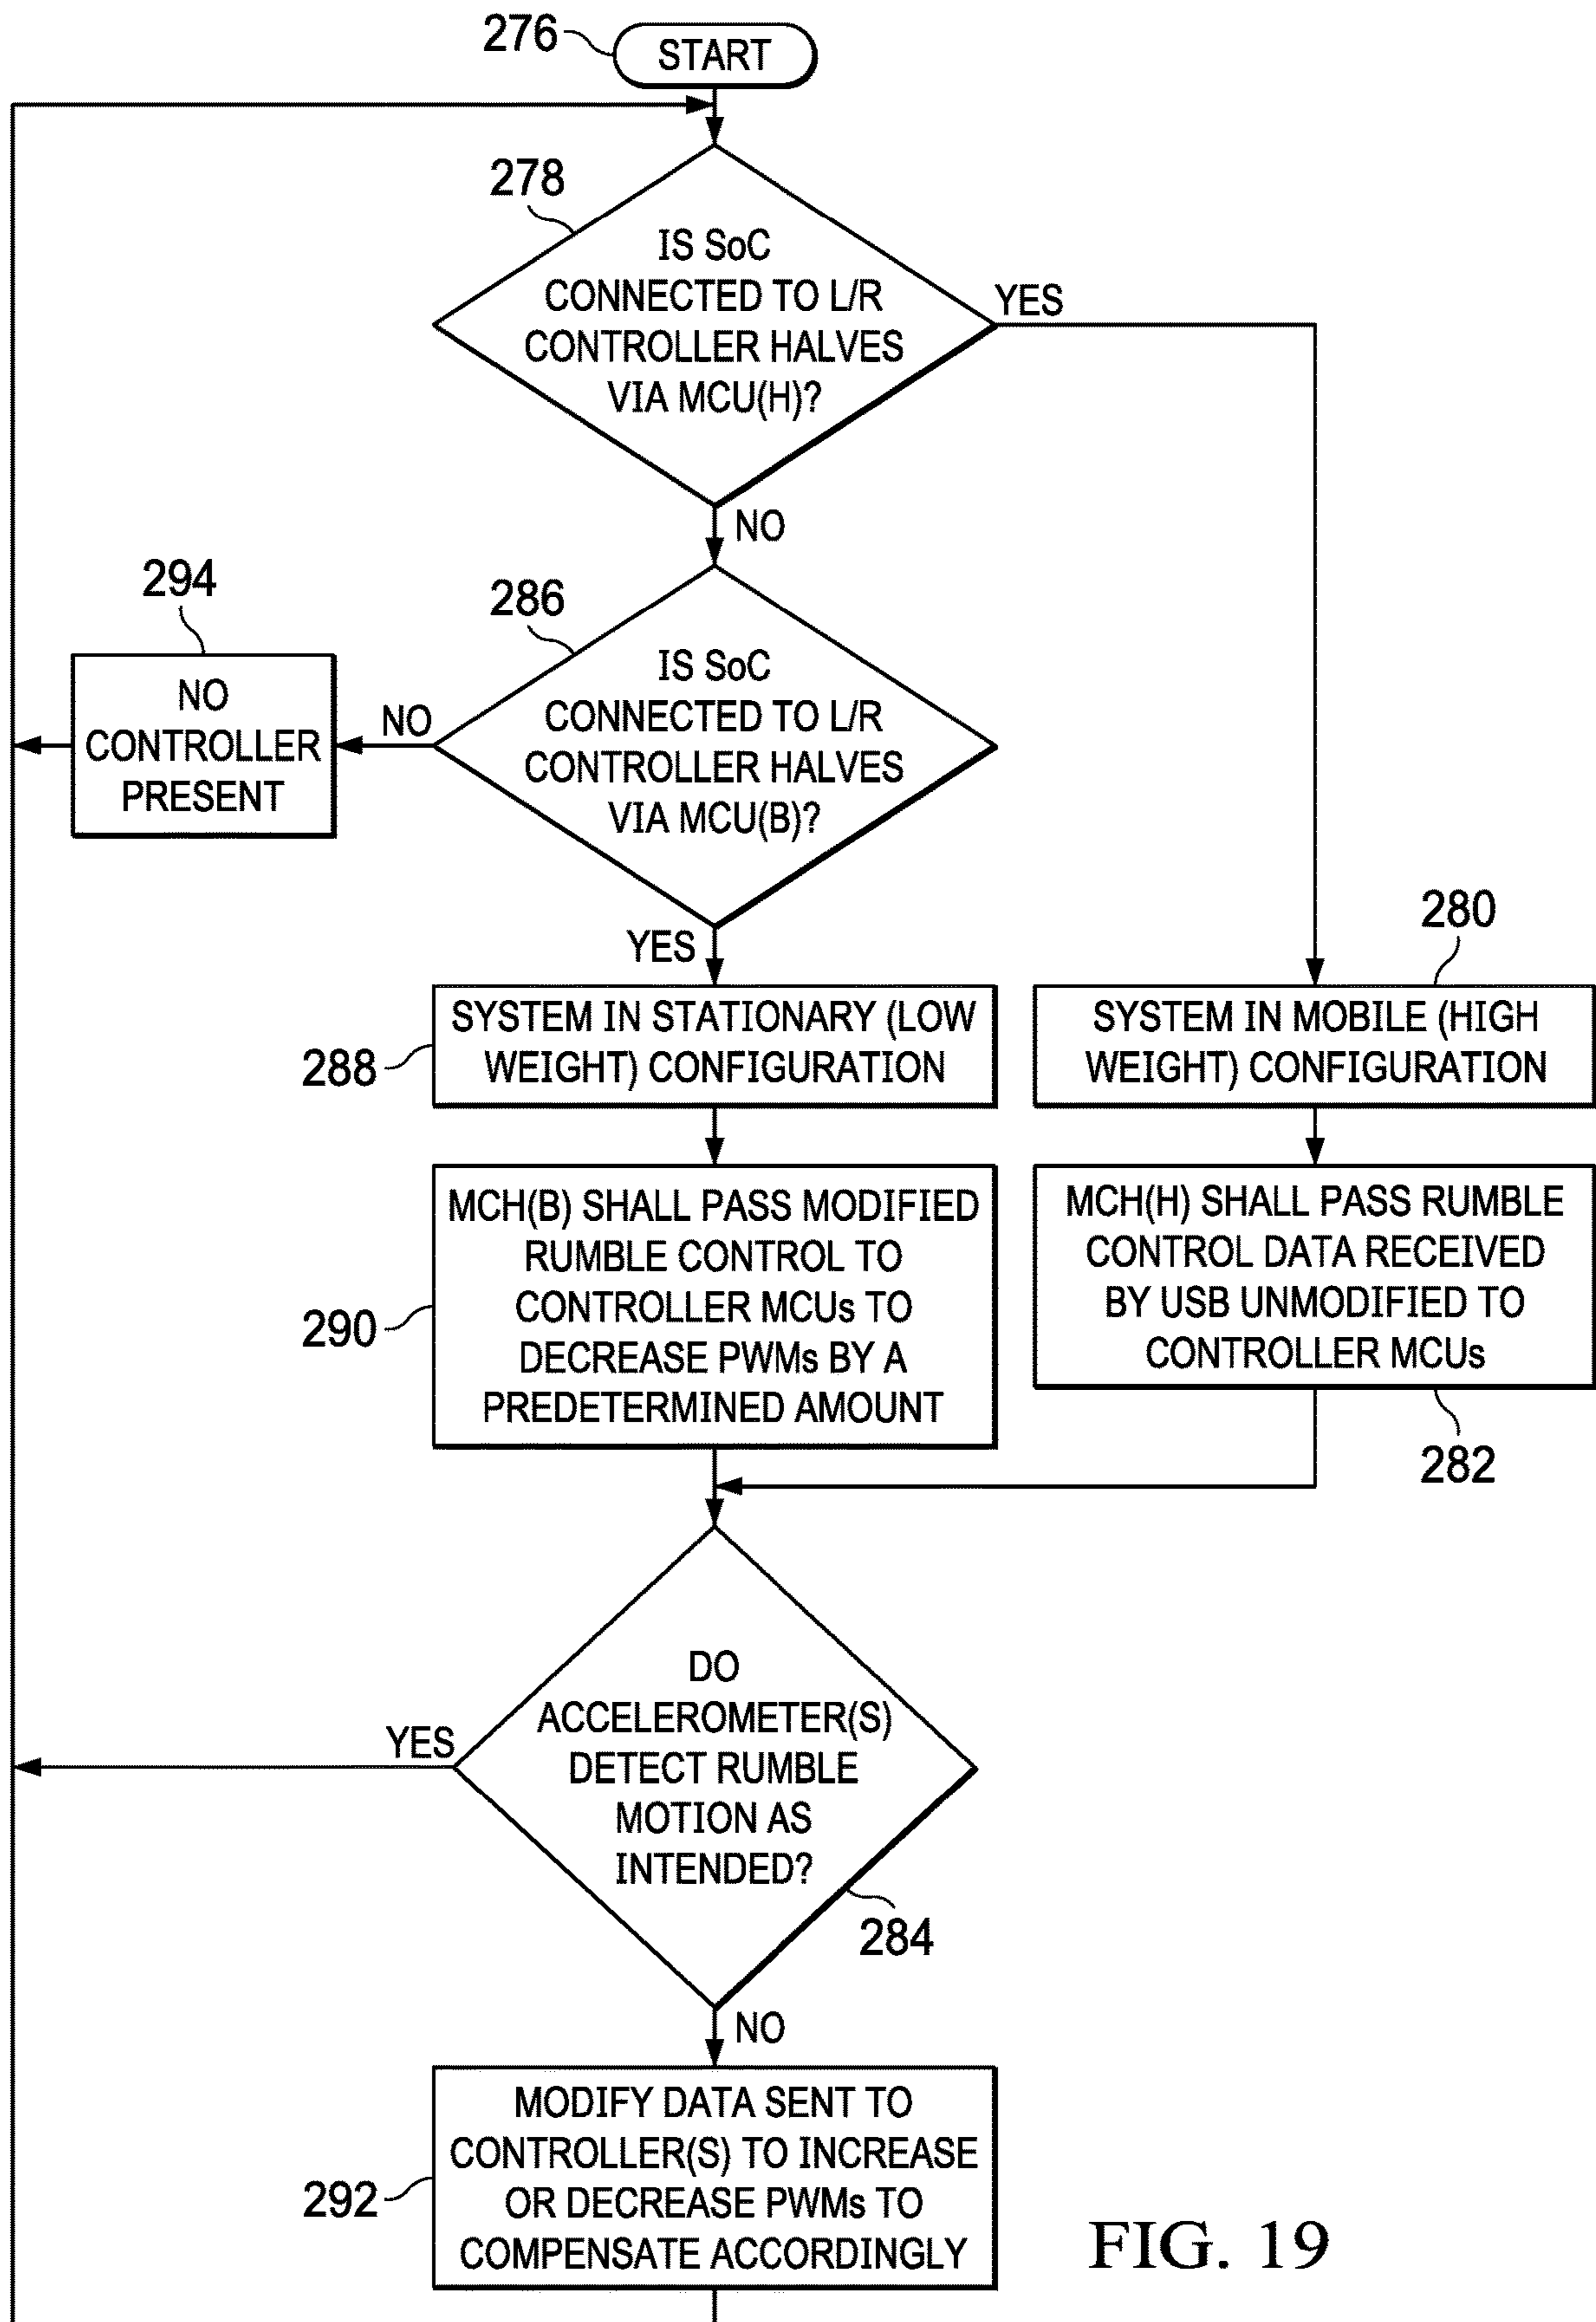 276
START
278
IS SoC
CONNECTED TO L/R
CONTROLLER HALVES
VIA MCU(H)?
YES
NO
294
NO
CONTROLLER
PRESENT
NO
286
IS SoC
CONNECTED TO L/R
CONTROLLER HALVES
VIA MCU(B)?
YES
280
288
SYSTEM IN STATIONARY (LOW
WEIGHT) CONFIGURATION
SYSTEM IN MOBILE (HIGH
WEIGHT) CONFIGURATION
290
MCH(B) SHALL PASS MODIFIED
RUMBLE CONTROL TO
CONTROLLER MCUs TO
DECREASE PWMs BY A
PREDETERMINED AMOUNT
MCH(H) SHALL PASS RUMBLE
CONTROL DATA RECEIVED
BY USB UNMODIFIED TO
CONTROLLER MCUs
282
YES
DO
ACCELEROMETER(S)
DETECT RUMBLE
MOTION AS
INTENDED?
284
NO
292
MODIFY DATA SENT TO
CONTROLLER(S) TO INCREASE
OR DECREASE PWMs TO
COMPENSATE ACCORDINGLY
FIG. 19